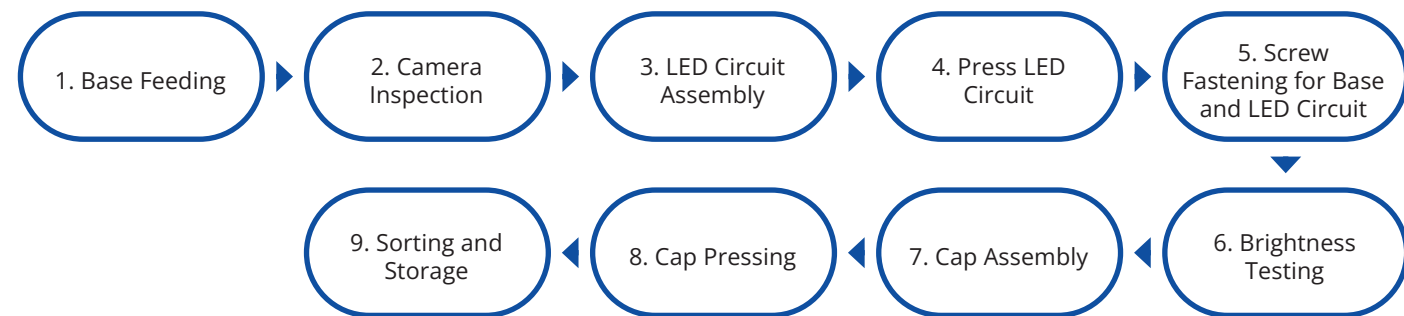 1. Base Feeding
2. Camera
Inspection
3. LED Circuit
Assembly
4. Press LED
Circuit
5. Screw
Fastening for Base
and LED Circuit
6. Brightness
Testing
7. Cap Assembly
8. Cap Pressing
9. Sorting and
Storage